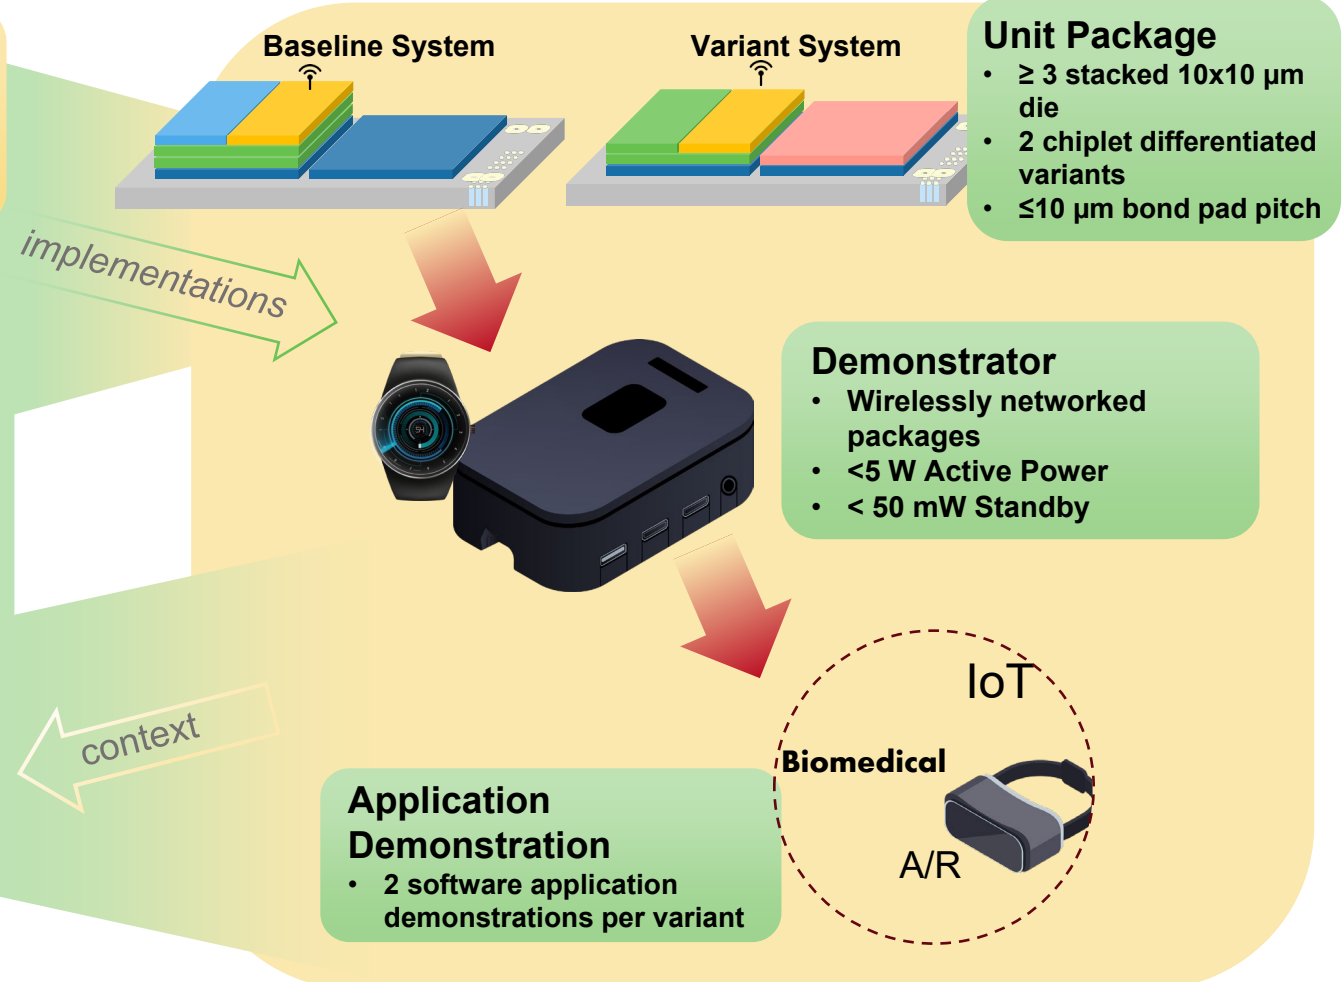 Baseline System
Variant System
Unit Package
• ≥ 3 stacked 10x10 µm
die
• 2 chiplet differentiated
variants
• ≤10 µm bond pad pitch
implementations
Demonstrator
• Wirelessly networked
packages
• <5 W Active Power
• < 50 mW Standby
context
IoT
Biomedical
A/R
Application
Demonstration
• 2 software application
demonstrations per variant